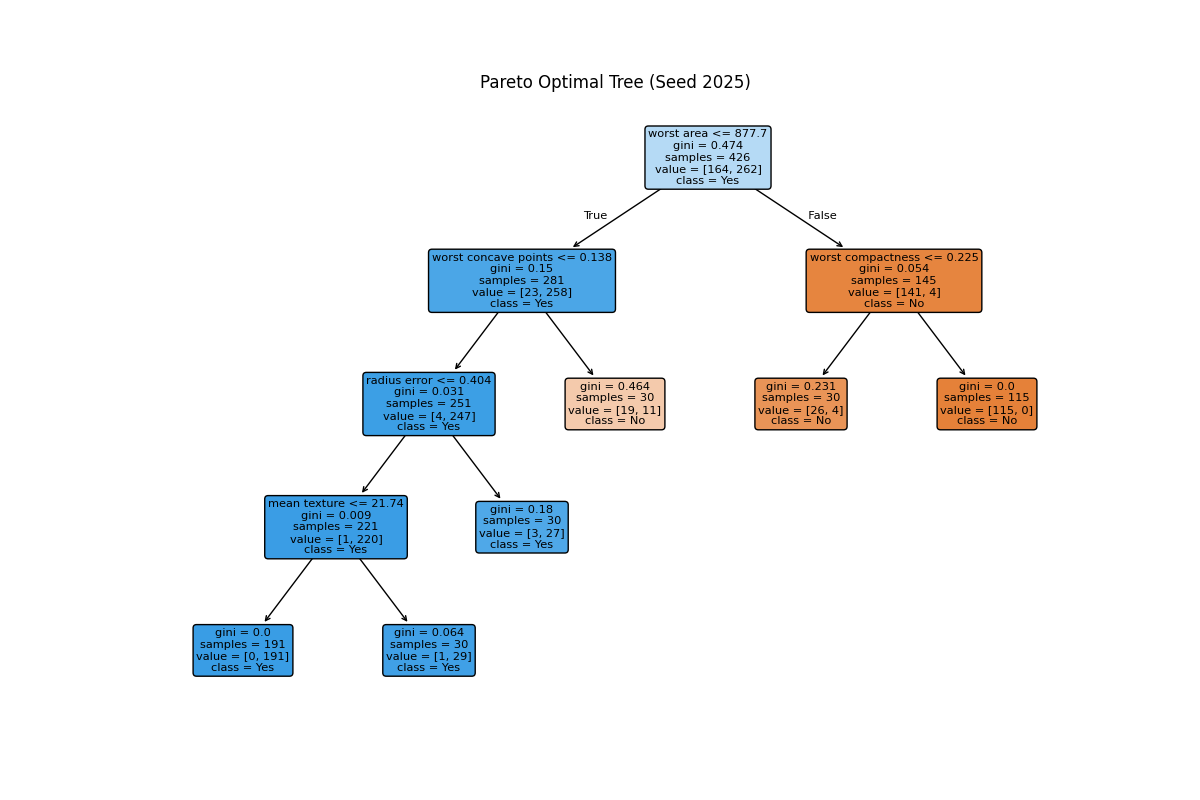 Pareto Optimal Tree (Seed 2025)
worst area <= 877.7
gini = 0.474
samples = 426
value = [164, 262]
class = Yes
True
False
worst concave points <= 0.138
gini = 0.15
samples = 281
value = [23, 258]
class = Yes
worst compactness <= 0.225
gini = 0.054
samples = 145
value = [141, 4]
class = No
radius error <= 0.404
gini = 0.031
samples = 251
value = [4, 247]
class = Yes
gini = 0.464
samples = 30
value = [19, 11]
class = No
gini = 0.231
samples = 30
value = [26, 4]
class = No
gini = 0.0
samples = 115
value = [115, 0]
class = No
mean texture <= 21.74
gini = 0.009
samples = 221
value = [1, 220]
class = Yes
gini = 0.18
samples = 30
value = [3, 27]
class = Yes
gini = 0.0
samples = 191
value = [0, 191]
class = Yes
gini = 0.064
samples = 30
value = [1, 29]
class = Yes